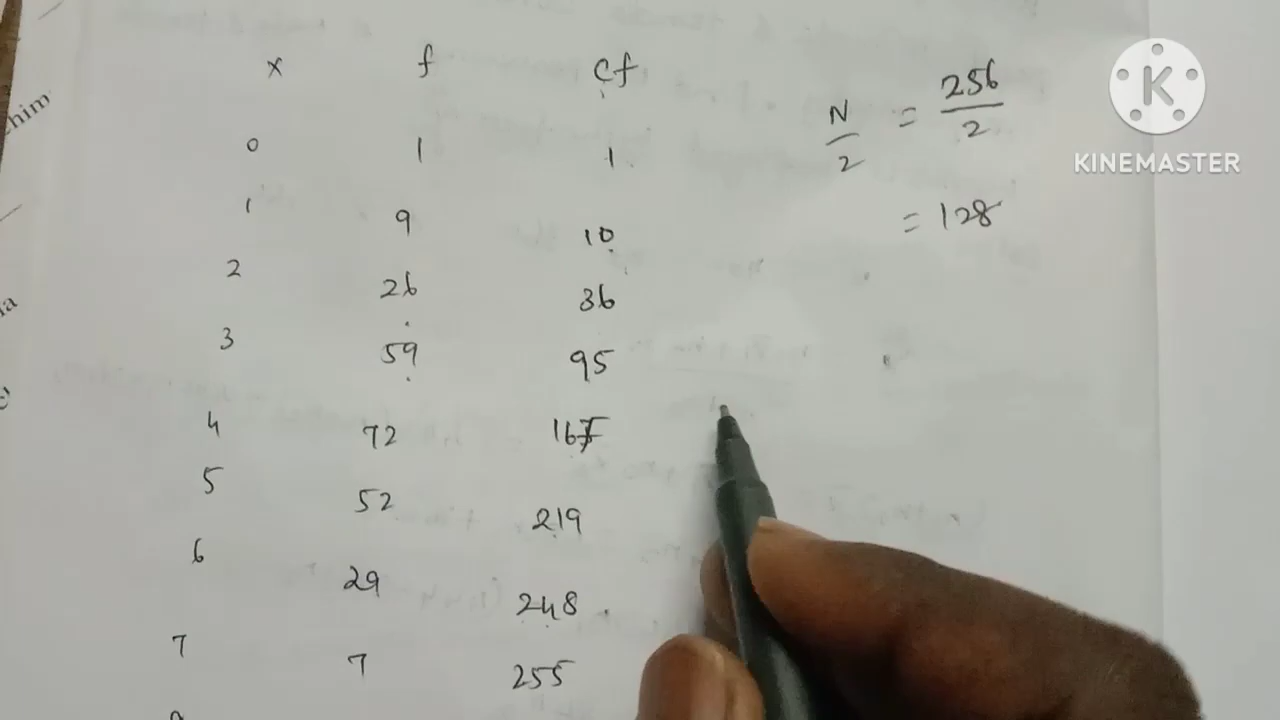 x f cf
N/2 = 256/2
= 128
0 1 1
1 9 10
2 26 36
3 59 95
4 72 167
5 52 219
6 29 248
7 7 255
KINEMASTER
chim